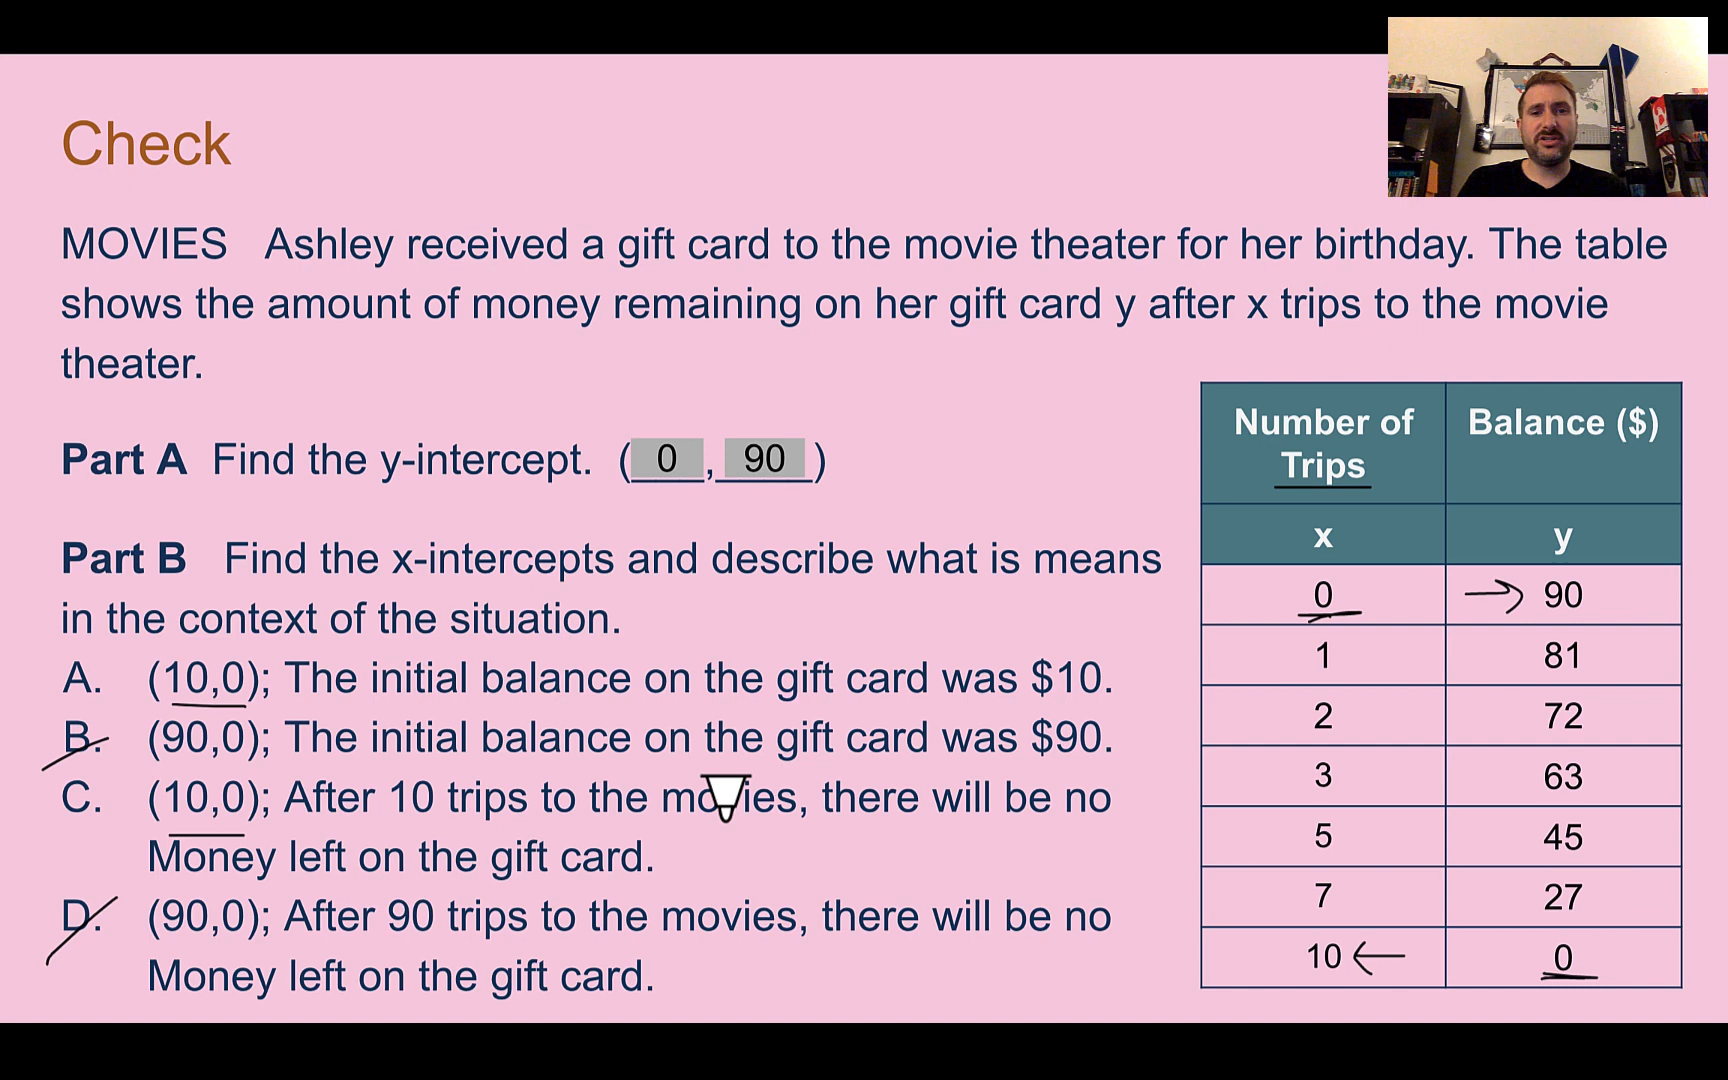 Check
MOVIES Ashley received a gift card to the movie theater for her birthday. The table
shows the amount of money remaining on her gift card y after x trips to the movie
theater.
Part A Find the y-intercept. ( 0 , 90 )
Part B Find the x-intercepts and describe what is means
in the context of the situation.
A. (10,0); The initial balance on the gift card was $10.
B. (90,0); The initial balance on the gift card was $90.
C. (10,0); After 10 trips to the movies, there will be no
Money left on the gift card.
D. (90,0); After 90 trips to the movies, there will be no
Money left on the gift card.
Number of Balance ($)
Trips
x y
0 90
1 81
2 72
3 63
5 45
7 27
10 0